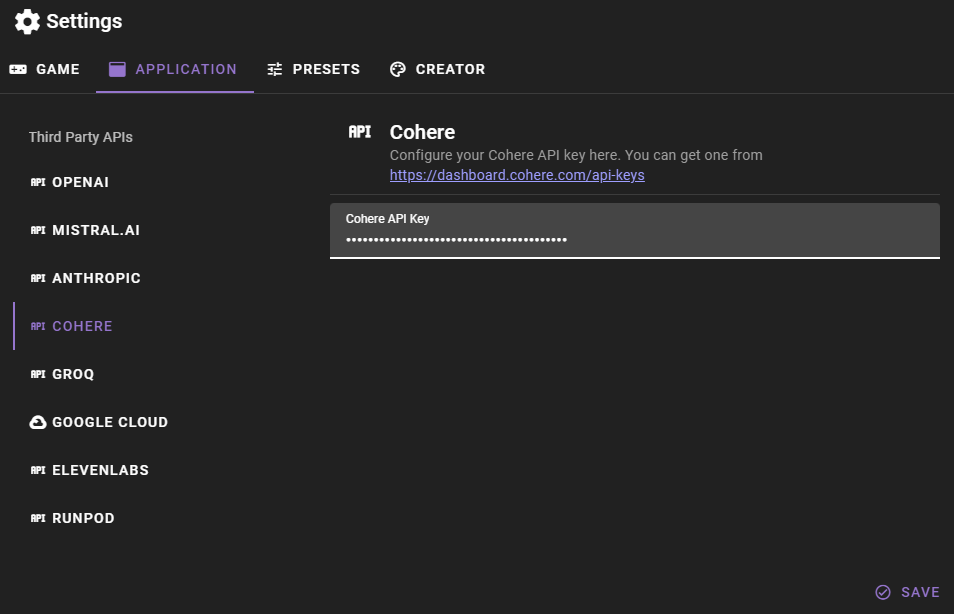 Settings
GAME APPLICATION PRESETS CREATOR
Third Party APIs
API OPENAI
API MISTRAL.AI
API ANTHROPIC
API COHERE
API GROQ
GOOGLE CLOUD
API ELEVENLABS
API RUNPOD
API Cohere
Configure your Cohere API key here. You can get one from
https://dashboard.cohere.com/api-keys
Cohere API Key
••••••••••••••••••••••••••••••••••••••••
SAVE